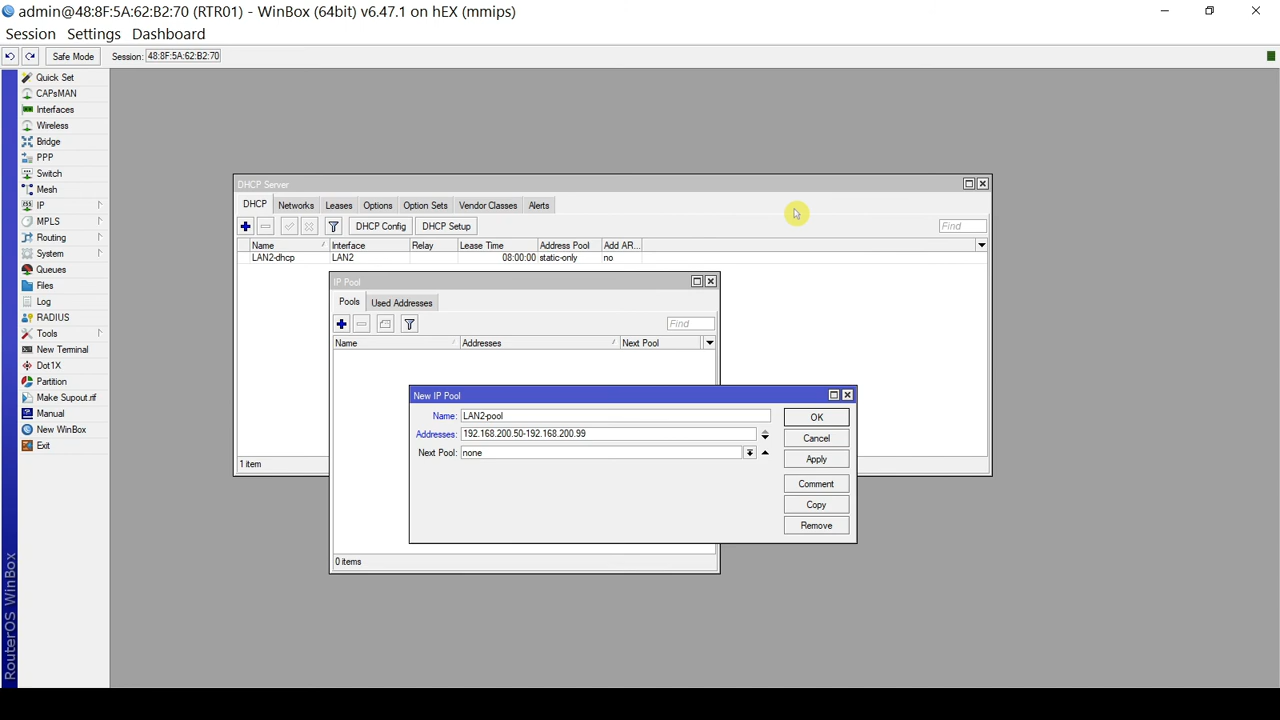 admin@48:8F:5A:62:B2:70 (RTR01) - WinBox (64bit) v6.47.1 on hEX (mmips)
Session Settings Dashboard
Safe Mode Session: 48:8F:5A:62:B2:70
Quick Set
CAPsMAN
Interfaces
Wireless
Bridge
PPP
Switch
Mesh
IP
MPLS
Routing
System
Queues
Files
Log
RADIUS
Tools
New Terminal
Dot1X
Partition
Make Supout.rif
Manual
New WinBox
Exit
RouterOS WinBox
DHCP Server
DHCP Networks Leases Options Option Sets Vendor Classes Alerts
DHCP Config DHCP Setup Find
Name Interface Relay Lease Time Address Pool Add AR...
LAN2-dhcp LAN2 08:00:00 static-only no
1 item
IP Pool
Pools Used Addresses
Find
Name Addresses Next Pool
0 items
New IP Pool
Name: LAN2-pool OK
Addresses: 192.168.200.50-192.168.200.99 Cancel
Next Pool: none Apply
Comment
Copy
Remove